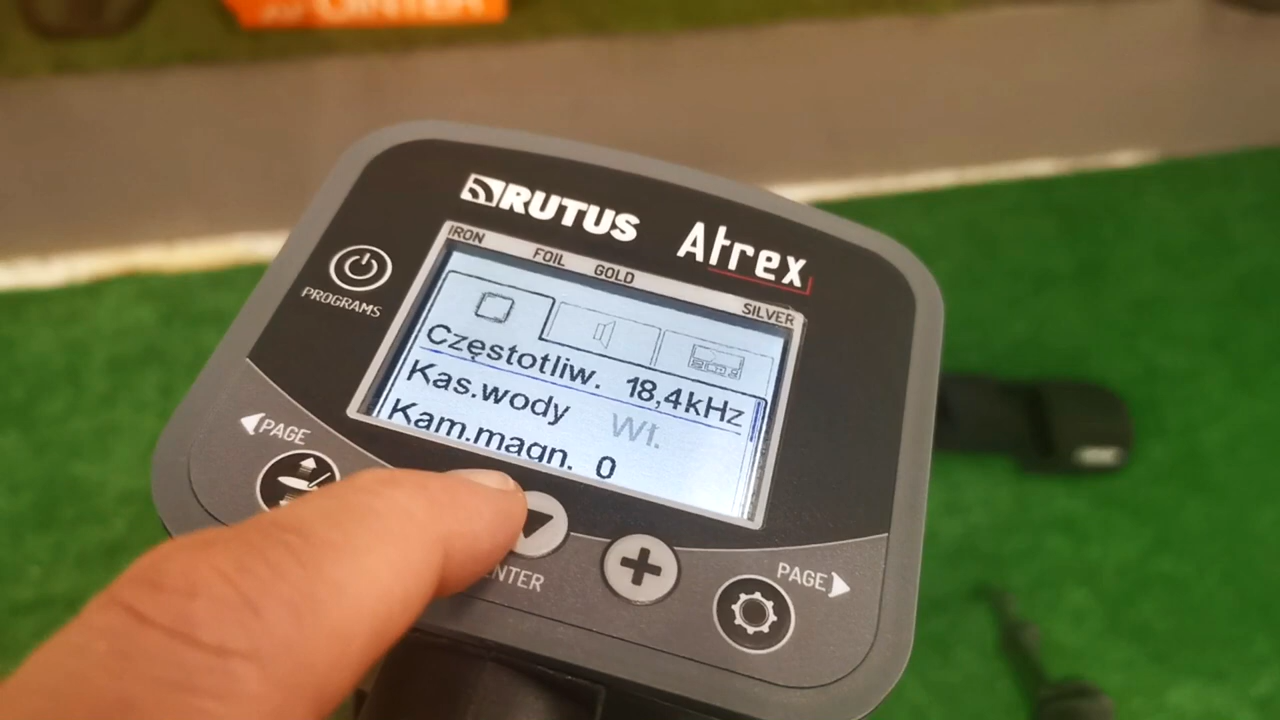 RUTUS Atrex
IRON FOIL GOLD SILVER
PROGRAMS
Częstotliw. 18,4kHz
Kas.wody Wł.
Kam.magn. 0
PAGE
ENTER
PAGE